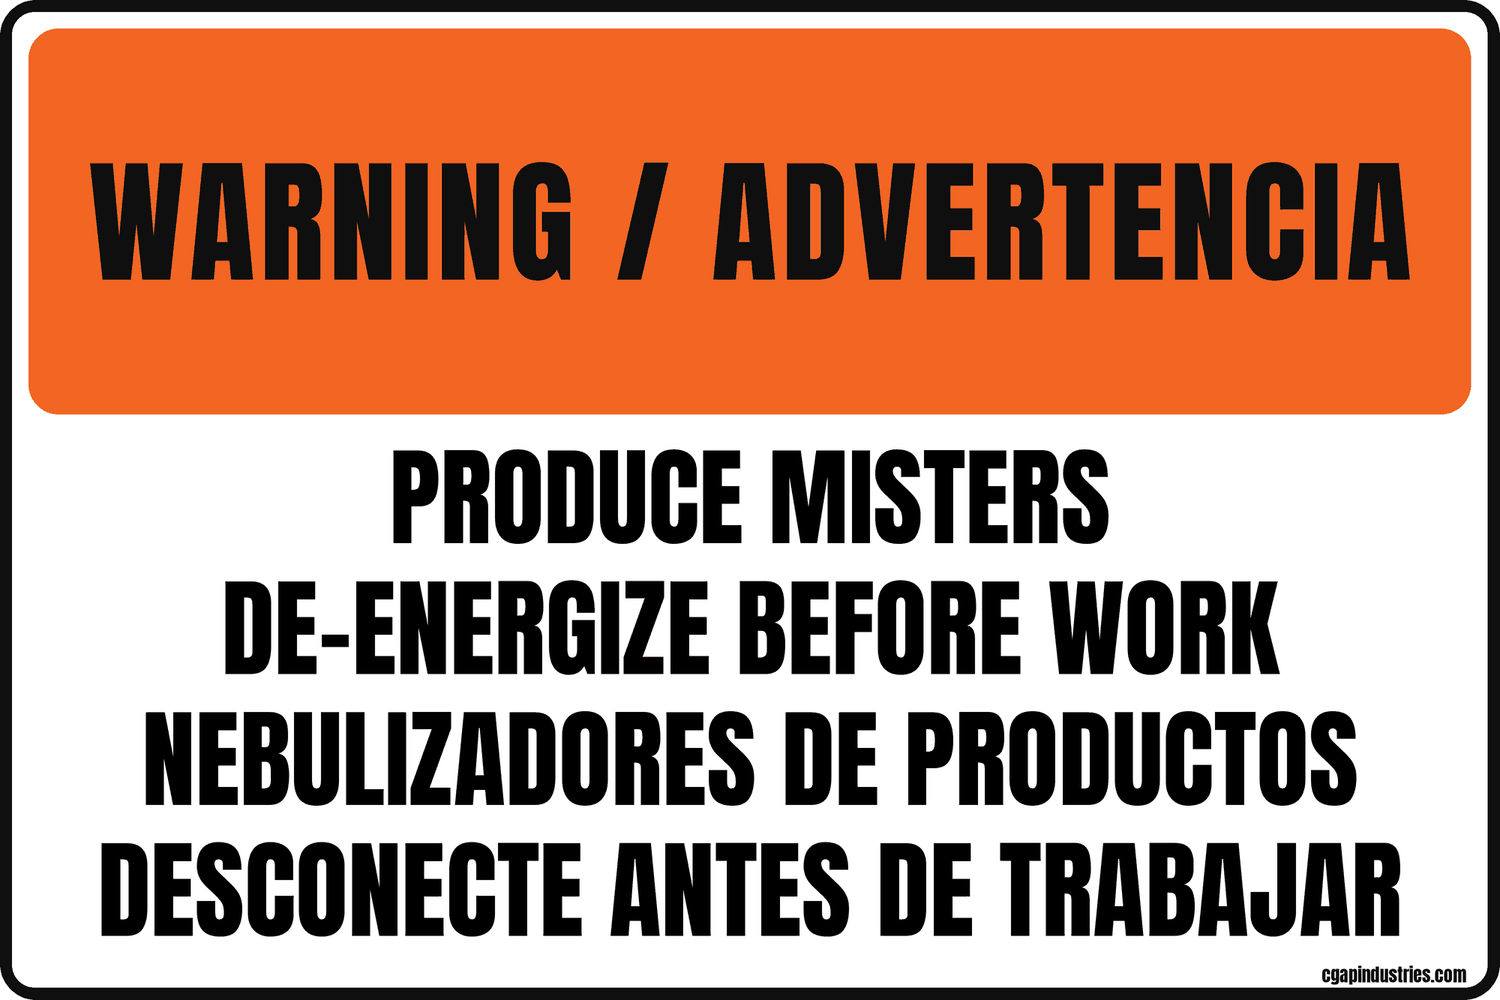 WARNING / ADVERTENCIA
PRODUCE MISTERS
DE-ENERGIZE BEFORE WORK
NEBULIZADORES DE PRODUCTOS
DESCONECTE ANTES DE TRABAJAR
cgapindustries.com